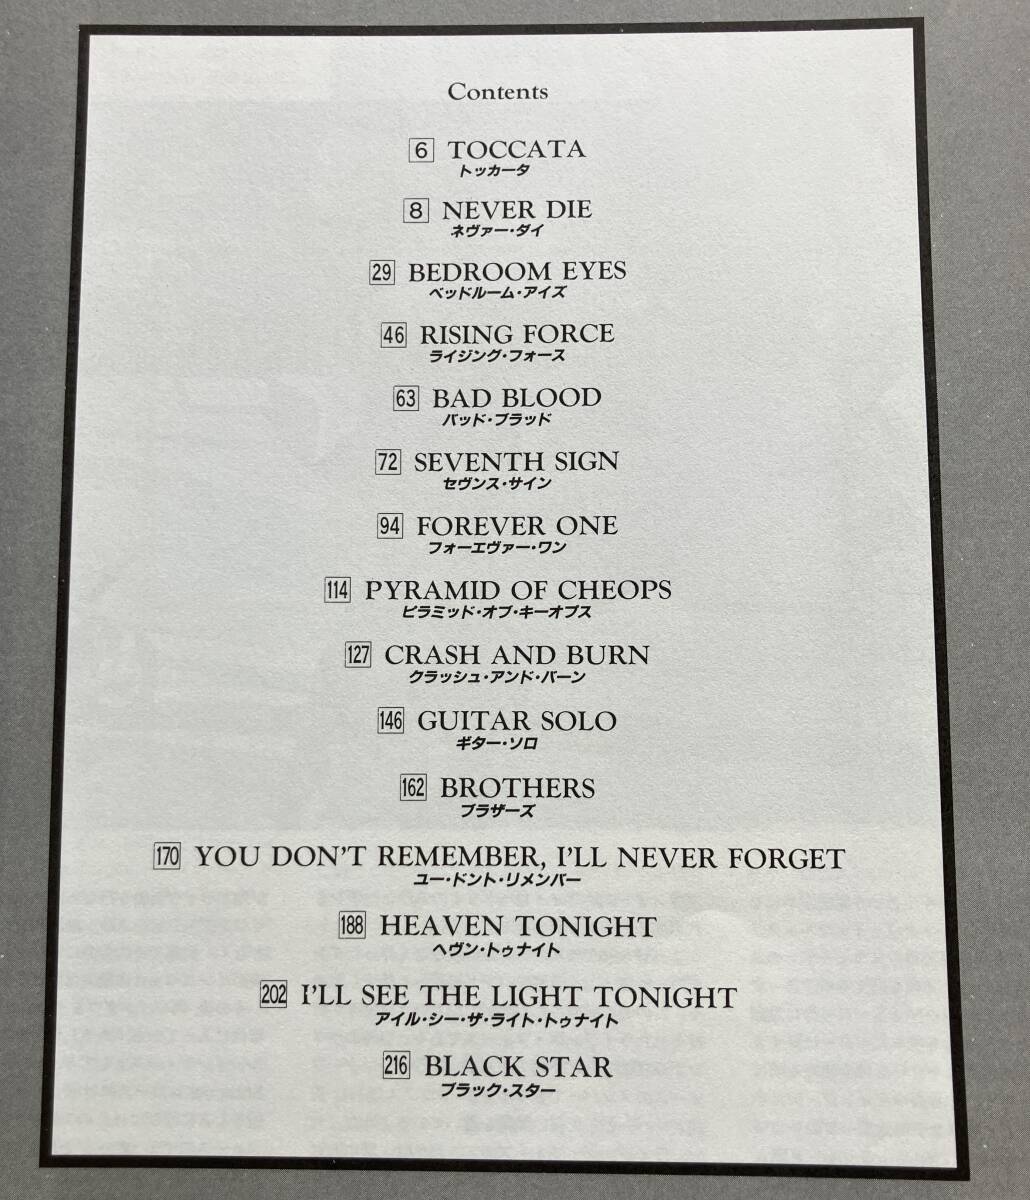 Contents
6 TOCCATA
トッカータ
8 NEVER DIE
ネヴァー・ダイ
29 BEDROOM EYES
ベッドルーム・アイズ
46 RISING FORCE
ライジング・フォース
63 BAD BLOOD
バッド・ブラッド
72 SEVENTH SIGN
セヴンス・サイン
94 FOREVER ONE
フォーエヴァー・ワン
114 PYRAMID OF CHEOPS
ピラミッド・オブ・キーオプス
127 CRASH AND BURN
クラッシュ・アンド・バーン
146 GUITAR SOLO
ギター・ソロ
162 BROTHERS
ブラザーズ
170 YOU DON'T REMEMBER, I'LL NEVER FORGET
ユー・ドント・リメンバー
188 HEAVEN TONIGHT
ヘヴン・トゥナイト
202 I'LL SEE THE LIGHT TONIGHT
アイル・シー・ザ・ライト・トゥナイト
216 BLACK STAR
ブラック・スター